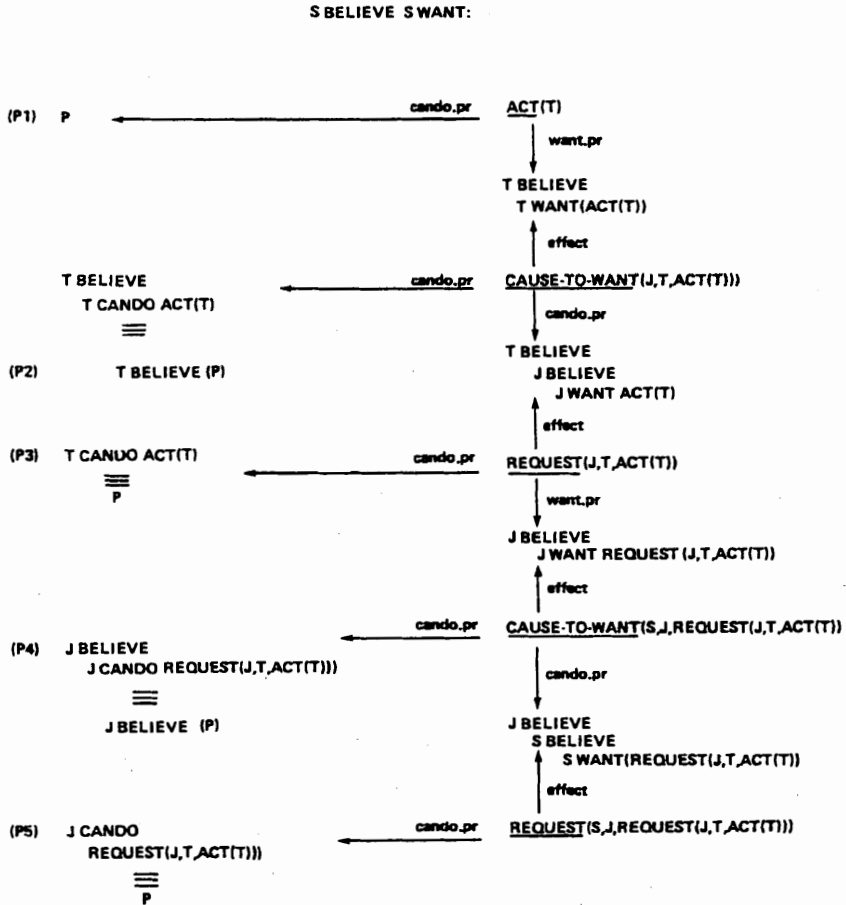 S BELIEVE S WANT:
(P1) P cando.pr ACT(T)
want.pr
T BELIEVE
T WANT(ACT(T))
effect
T BELIEVE cando.pr CAUSE-TO-WANT(J,T,ACT(T)))
T CANDO ACT(T)
cando.pr
T BELIEVE
(P2) T BELIEVE (P) J BELIEVE
J WANT ACT(T)
effect
(P3) T CANDO ACT(T) cando.pr REQUEST(J,T,ACT(T))
P
want.pr
J BELIEVE
J WANT REQUEST (J,T,ACT(T))
effect
cando.pr CAUSE-TO-WANT(S,J,REQUEST(J,T,ACT(T))
(P4) J BELIEVE
J CANDO REQUEST(J,T,ACT(T)))
cando.pr
J BELIEVE (P) J BELIEVE
S BELIEVE
S WANT(REQUEST(J,T,ACT(T))
effect
(P5) J CANDO cando.pr REQUEST(S,J,REQUEST(J,T,ACT(T)))
REQUEST(J,T,ACT(T)))
P